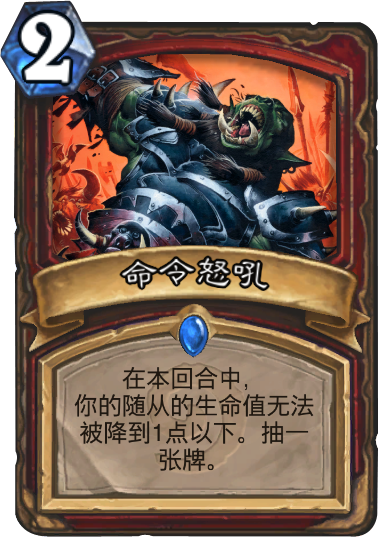 2
命令怒吼
在本回合中，
你的随从的生命值无法
被降到1点以下。抽一
张牌。